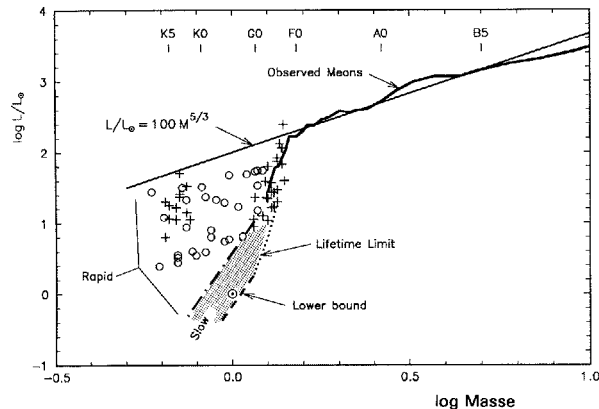 K5 K0 G0 F0 A0 B5
4
Observed Means
3
log L/L⊙
L/L⊙ = 100 M^5/3
2
1
Lifetime Limit
Rapid
0
Lower bound
Slow
-1
-0.5 0.0 0.5 1.0
log Masse